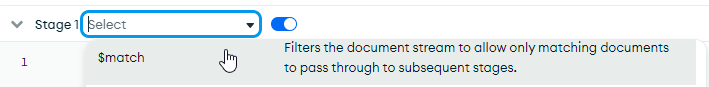 Stage 1 Select
1 $match Filters the document stream to allow only matching documents
to pass through to subsequent stages.